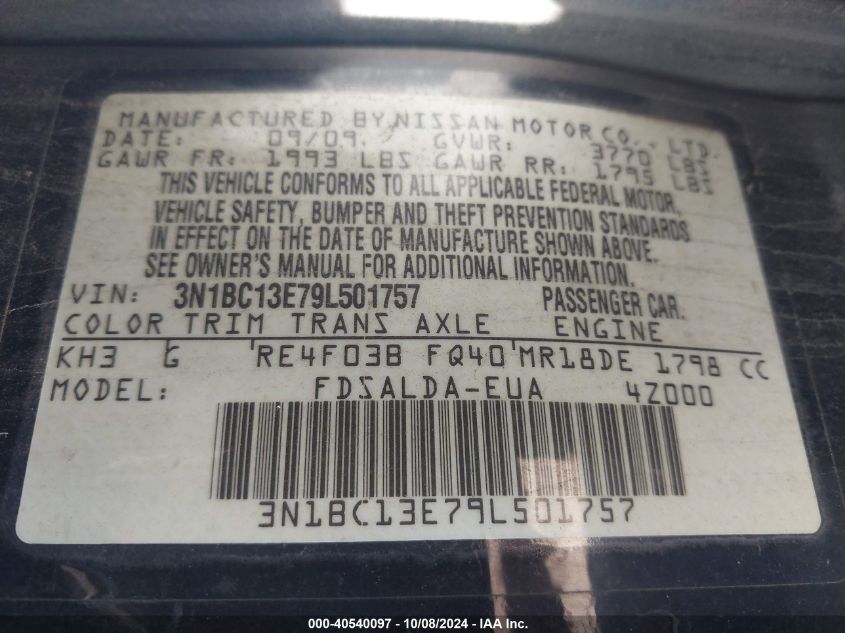 MANUFACTURED BY NISSAN MOTOR CO., LTD.
DATE: 09/09 GVWR: 3770 LBS
GAWR FR: 1993 LBS GAWR RR: 1795 LBS
THIS VEHICLE CONFORMS TO ALL APPLICABLE FEDERAL MOTOR
VEHICLE SAFETY, BUMPER AND THEFT PREVENTION STANDARDS
IN EFFECT ON THE DATE OF MANUFACTURE SHOWN ABOVE.
SEE OWNER'S MANUAL FOR ADDITIONAL INFORMATION.
VIN: 3N1BC13E79L501757 PASSENGER CAR.
COLOR TRIM TRANS AXLE ENGINE
KH3 G RE4F03B FQ40 MR18DE 1798 CC
MODEL: FDSALDA-EUA 4Z000
3N1BC13E79L501757
000-40540097 - 10/08/2024 - IAA Inc.